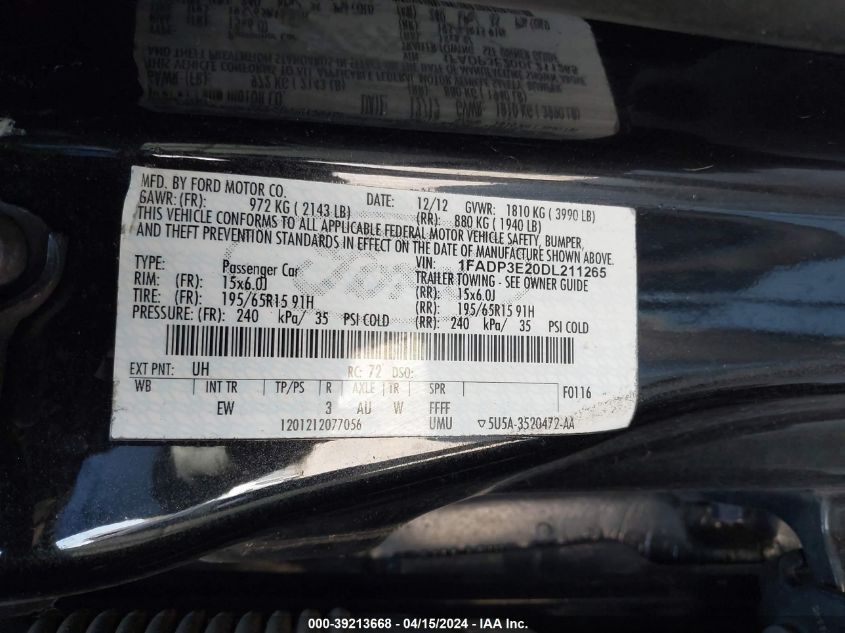 MFD. BY FORD MOTOR CO.
DATE: 12/12 GVWR: 1810 KG ( 3990 LB)
GAWR: (FR): 972 KG ( 2143 LB) (RR): 880 KG ( 1940 LB)
THIS VEHICLE CONFORMS TO ALL APPLICABLE FEDERAL MOTOR VEHICLE SAFETY, BUMPER,
AND THEFT PREVENTION STANDARDS IN EFFECT ON THE DATE OF MANUFACTURE SHOWN ABOVE.
VIN: 1FADP3E20DL211265
TYPE: Passenger Car TRAILER TOWING - SEE OWNER GUIDE
RIM: (FR): 15x6.0J (RR): 15x6.0J
TIRE: (FR): 195/65R15 91H (RR): 195/65R15 91H
PRESSURE: (FR): 240 kPa/ 35 PSI COLD (RR): 240 kPa/ 35 PSI COLD
EXT PNT: UH RC: 72 DSO:
WB INT TR TP/PS R AXLE TR SPR F0116
EW 3 AU W FFFF
1201212077056 UMU 5U5A-3520472-AA
000-39213668 - 04/15/2024 - IAA Inc.